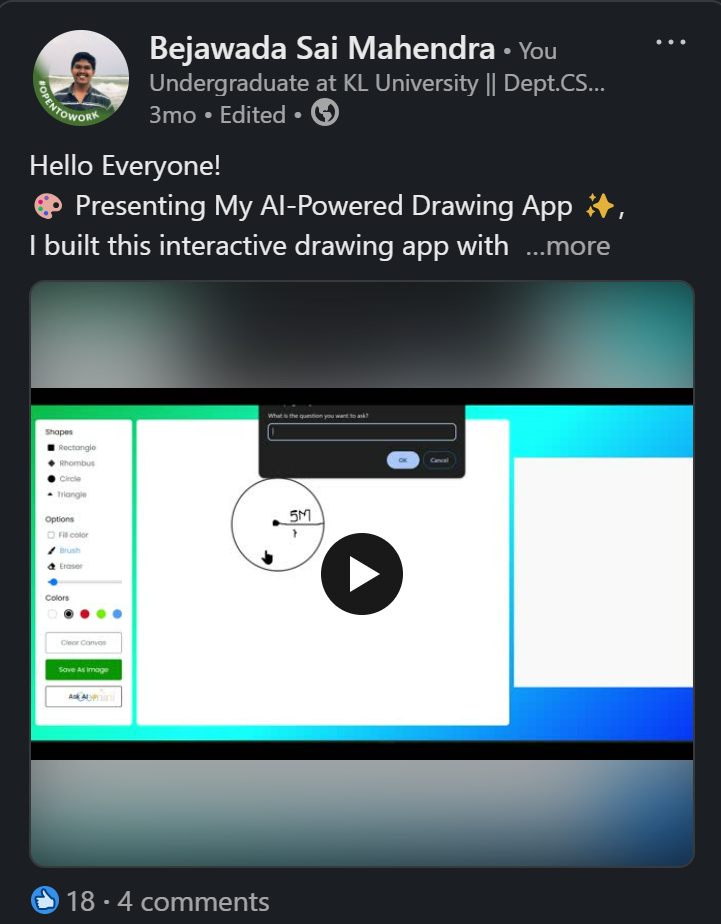 Bejawada Sai Mahendra • You
Undergraduate at KL University || Dept.CS...
3mo • Edited •
#OPENTOWORK
Hello Everyone!
🎨 Presenting My AI-Powered Drawing App ✨,
I built this interactive drawing app with ...more
What is the question you want to ask?
OK
Cancel
Shapes
Rectangle
Rhombus
Circle
Triangle
Options
Fill color
Brush
Eraser
Colors
Clear Canvas
Save As Image
Ask AI
5M
r
18 · 4 comments